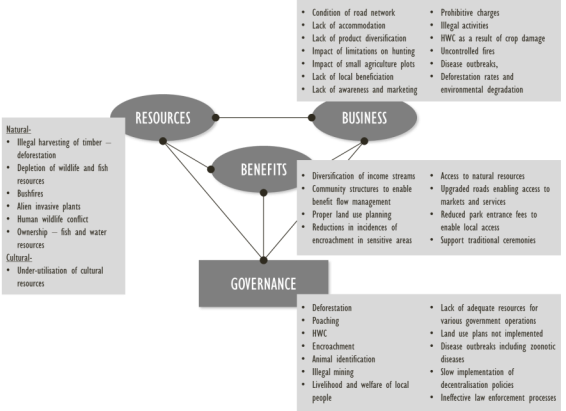 • Condition of road network
• Lack of accommodation
• Lack of product diversification
• Impact of limitations on hunting
• Impact of small agriculture plots
• Lack of local beneficiation
• Lack of awareness and marketing
• Prohibitive charges
• Illegal activities
• HWC as a result of crop damage
• Uncontrolled fires
• Disease outbreaks,
• Deforestation rates and
environmental degradation
RESOURCES
BUSINESS
BENEFITS
Natural-
• Illegal harvesting of timber –
deforestation
• Depletion of wildlife and fish
resources
• Bushfires
• Alien invasive plants
• Human wildlife conflict
• Ownership – fish and water
resources
Cultural-
• Under-utilisation of cultural
resources
• Diversification of income streams
• Community structures to enable
benefit flow management
• Proper land use planning
• Reductions in incidences of
encroachment in sensitive areas
• Access to natural resources
• Upgraded roads enabling access to
markets and services
• Reduced park entrance fees to
enable local access
• Support traditional ceremonies
GOVERNANCE
• Deforestation
• Poaching
• HWC
• Encroachment
• Animal identification
• Illegal mining
• Livelihood and welfare of local
people
• Lack of adequate resources for
various government operations
• Land use plans not implemented
• Disease outbreaks including zoonotic
diseases
• Slow implementation of
decentralisation policies
• Ineffective law enforcement processes